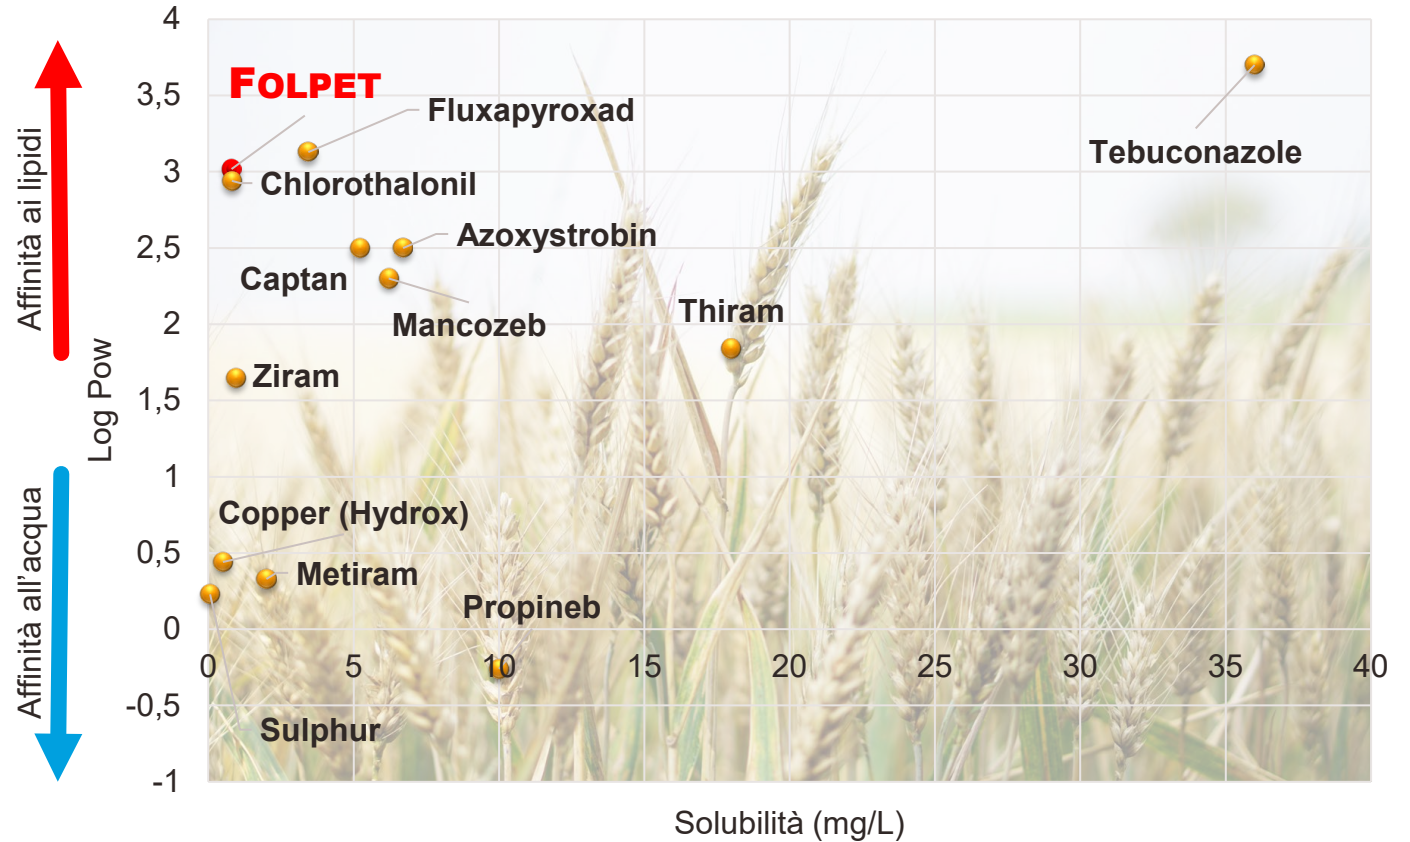 4
3,5
3
2,5
2
1,5
1
0,5
0
-0,5
-1
Affinità ai lipidi
Log Pow
Affinità all'acqua
FOLPET
Fluxapyroxad
Chlorothalonil
Tebuconazole
Azoxystrobin
Captan
Mancozeb
Thiram
Ziram
Copper (Hydrox)
Metiram
Propineb
Sulphur
0 5 10 15 20 25 30 35 40
Solubilità (mg/L)